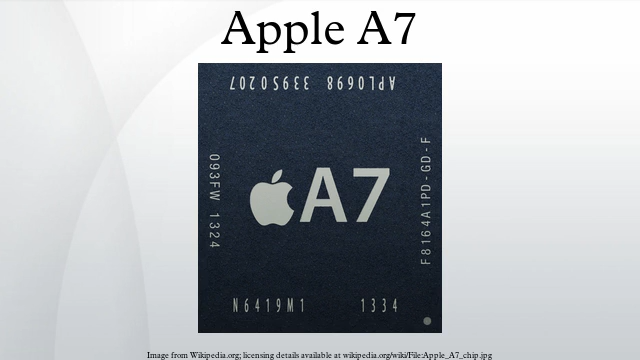 Apple A7
APL0698 339S0207
093FW 1324
A7
F8164A1PD-GD-F
N6419M1 1334
Image from Wikipedia.org; licensing details available at wikipedia.org/wiki/File:Apple_A7_chip.jpg